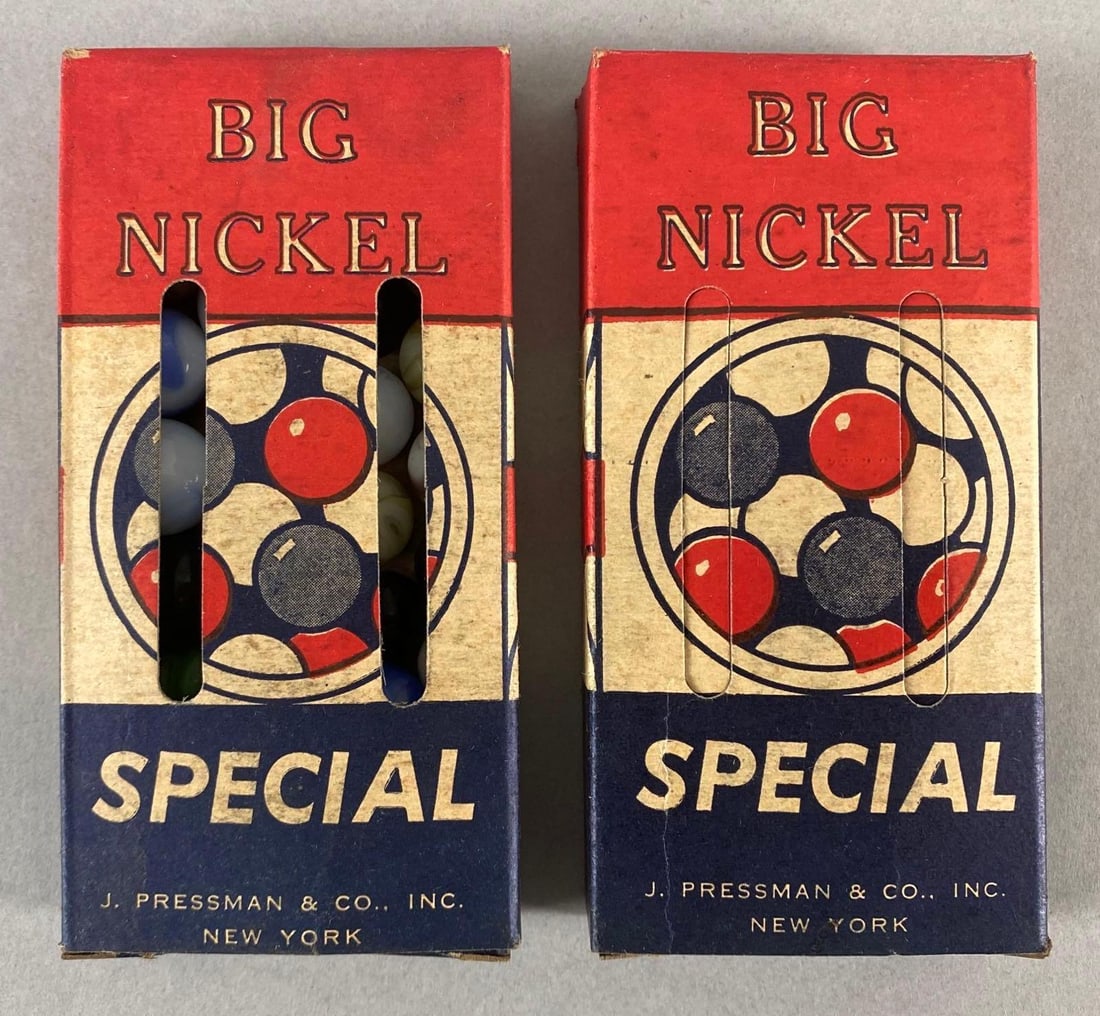 BIG
NICKEL
SPECIAL
J. PRESSMAN & CO., INC.
NEW YORK
BIG
NICKEL
SPECIAL
J. PRESSMAN & CO., INC.
NEW YORK